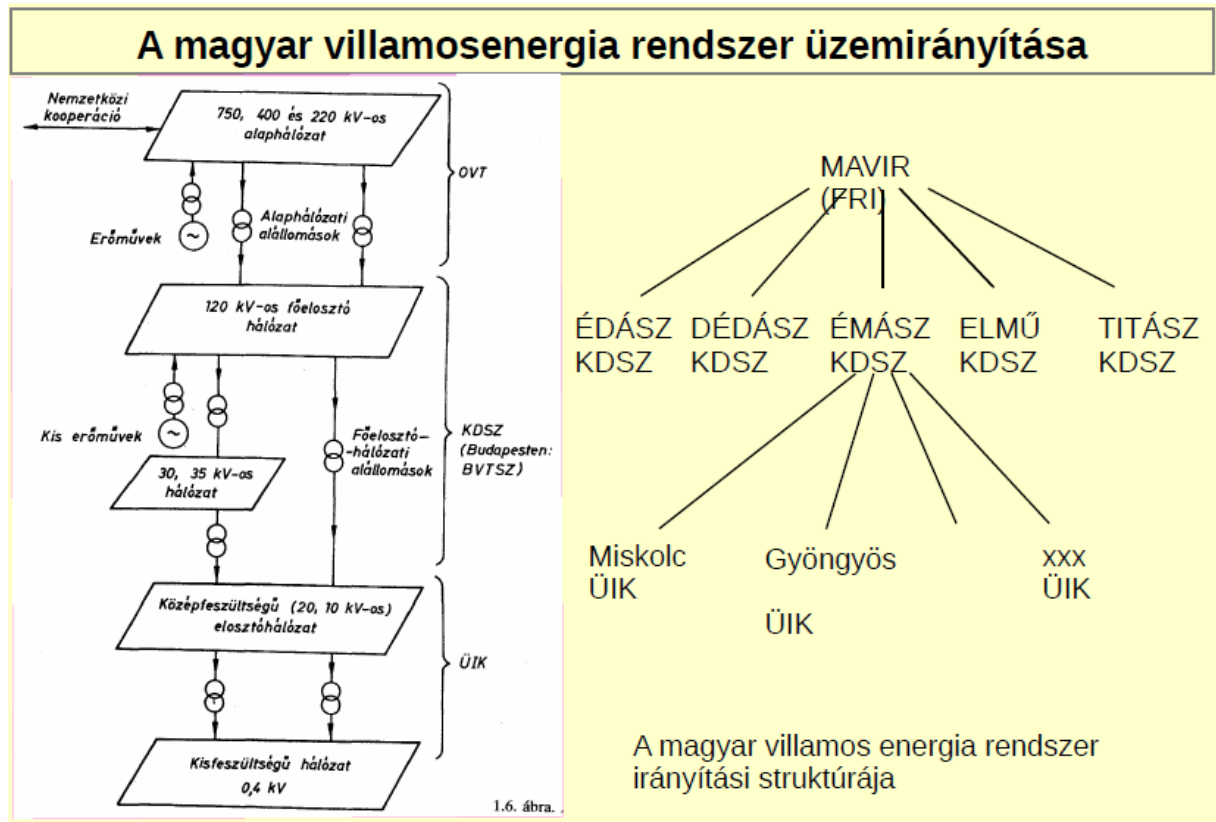 A magyar villamosenergia rendszer üzemirányítása
Nemzetközi
kooperáció
750, 400 és 220 kV-os
alaphálózat
OVT
Erőművek
~
Alaphálózati
alállomások
120 kV-os főelosztó
hálózat
Kis erőművek
~
Főelosztó-
-hálózati
alállomások
KDSZ
(Budapesten:
BVTSZ)
30, 35 kV-os
hálózat
Középfeszültségű (20, 10 kV-os)
elosztóhálózat
ÜIK
Kisfeszültségű hálózat
0,4 kV
1.6. ábra.
MAVIR
(FRI)
ÉDÁSZ DÉDÁSZ ÉMÁSZ ELMŰ TITÁSZ
KDSZ KDSZ KDSZ KDSZ KDSZ
Miskolc Gyöngyös xxx
ÜIK ÜIK
ÜIK
A magyar villamos energia rendszer
irányítási struktúrája